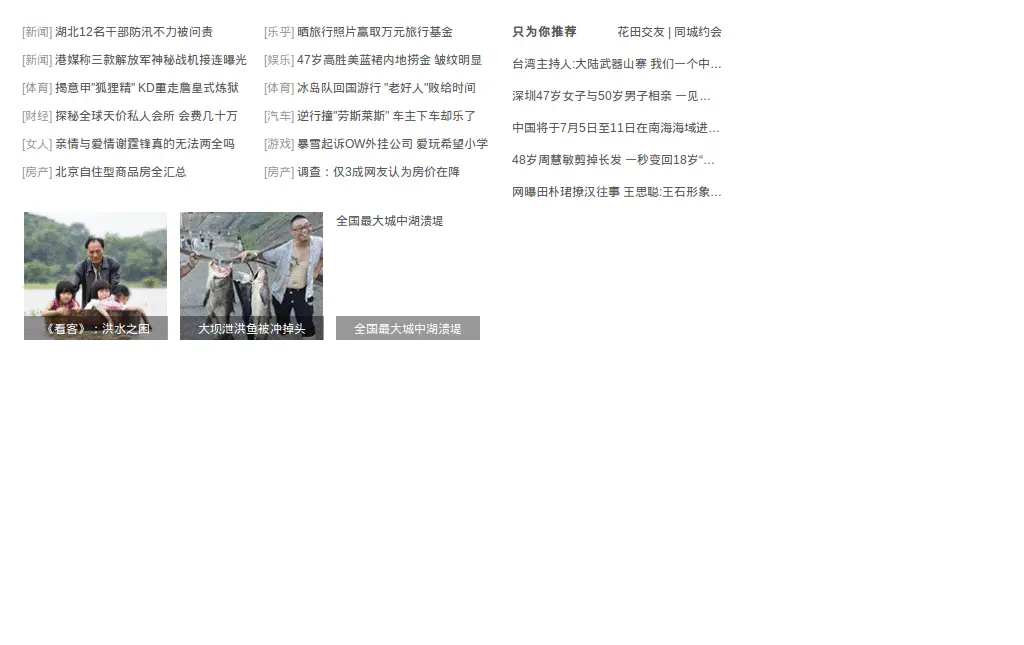 [新闻] 湖北12名干部防汛不力被问责
[新闻] 港媒称三款解放军神秘战机接连曝光
[体育] 揭意甲"狐狸精" KD重走詹皇式炼狱
[财经] 探秘全球天价私人会所 会费几十万
[女人] 亲情与爱情谢霆锋真的无法两全吗
[房产] 北京自住型商品房全汇总
[乐乎] 晒旅行照片赢取万元旅行基金
[娱乐] 47岁高胜美蓝裙内地捞金 皱纹明显
[体育] 冰岛队回国游行 "老好人"败给时间
[汽车] 逆行撞"劳斯莱斯" 车主下车却乐了
[游戏] 暴雪起诉OW外挂公司 爱玩希望小学
[房产] 调查：仅3成网友认为房价在降
只为你推荐 花田交友 | 同城约会
台湾主持人:大陆武器山寨 我们一个中…
深圳47岁女子与50岁男子相亲 一见…
中国将于7月5日至11日在南海海域进…
48岁周慧敏剪掉长发 一秒变回18岁“…
网曝田朴珺撩汉往事 王思聪:王石形象…
《看客》：洪水之困
大坝泄洪鱼被冲掉头
全国最大城中湖溃堤
全国最大城中湖溃堤